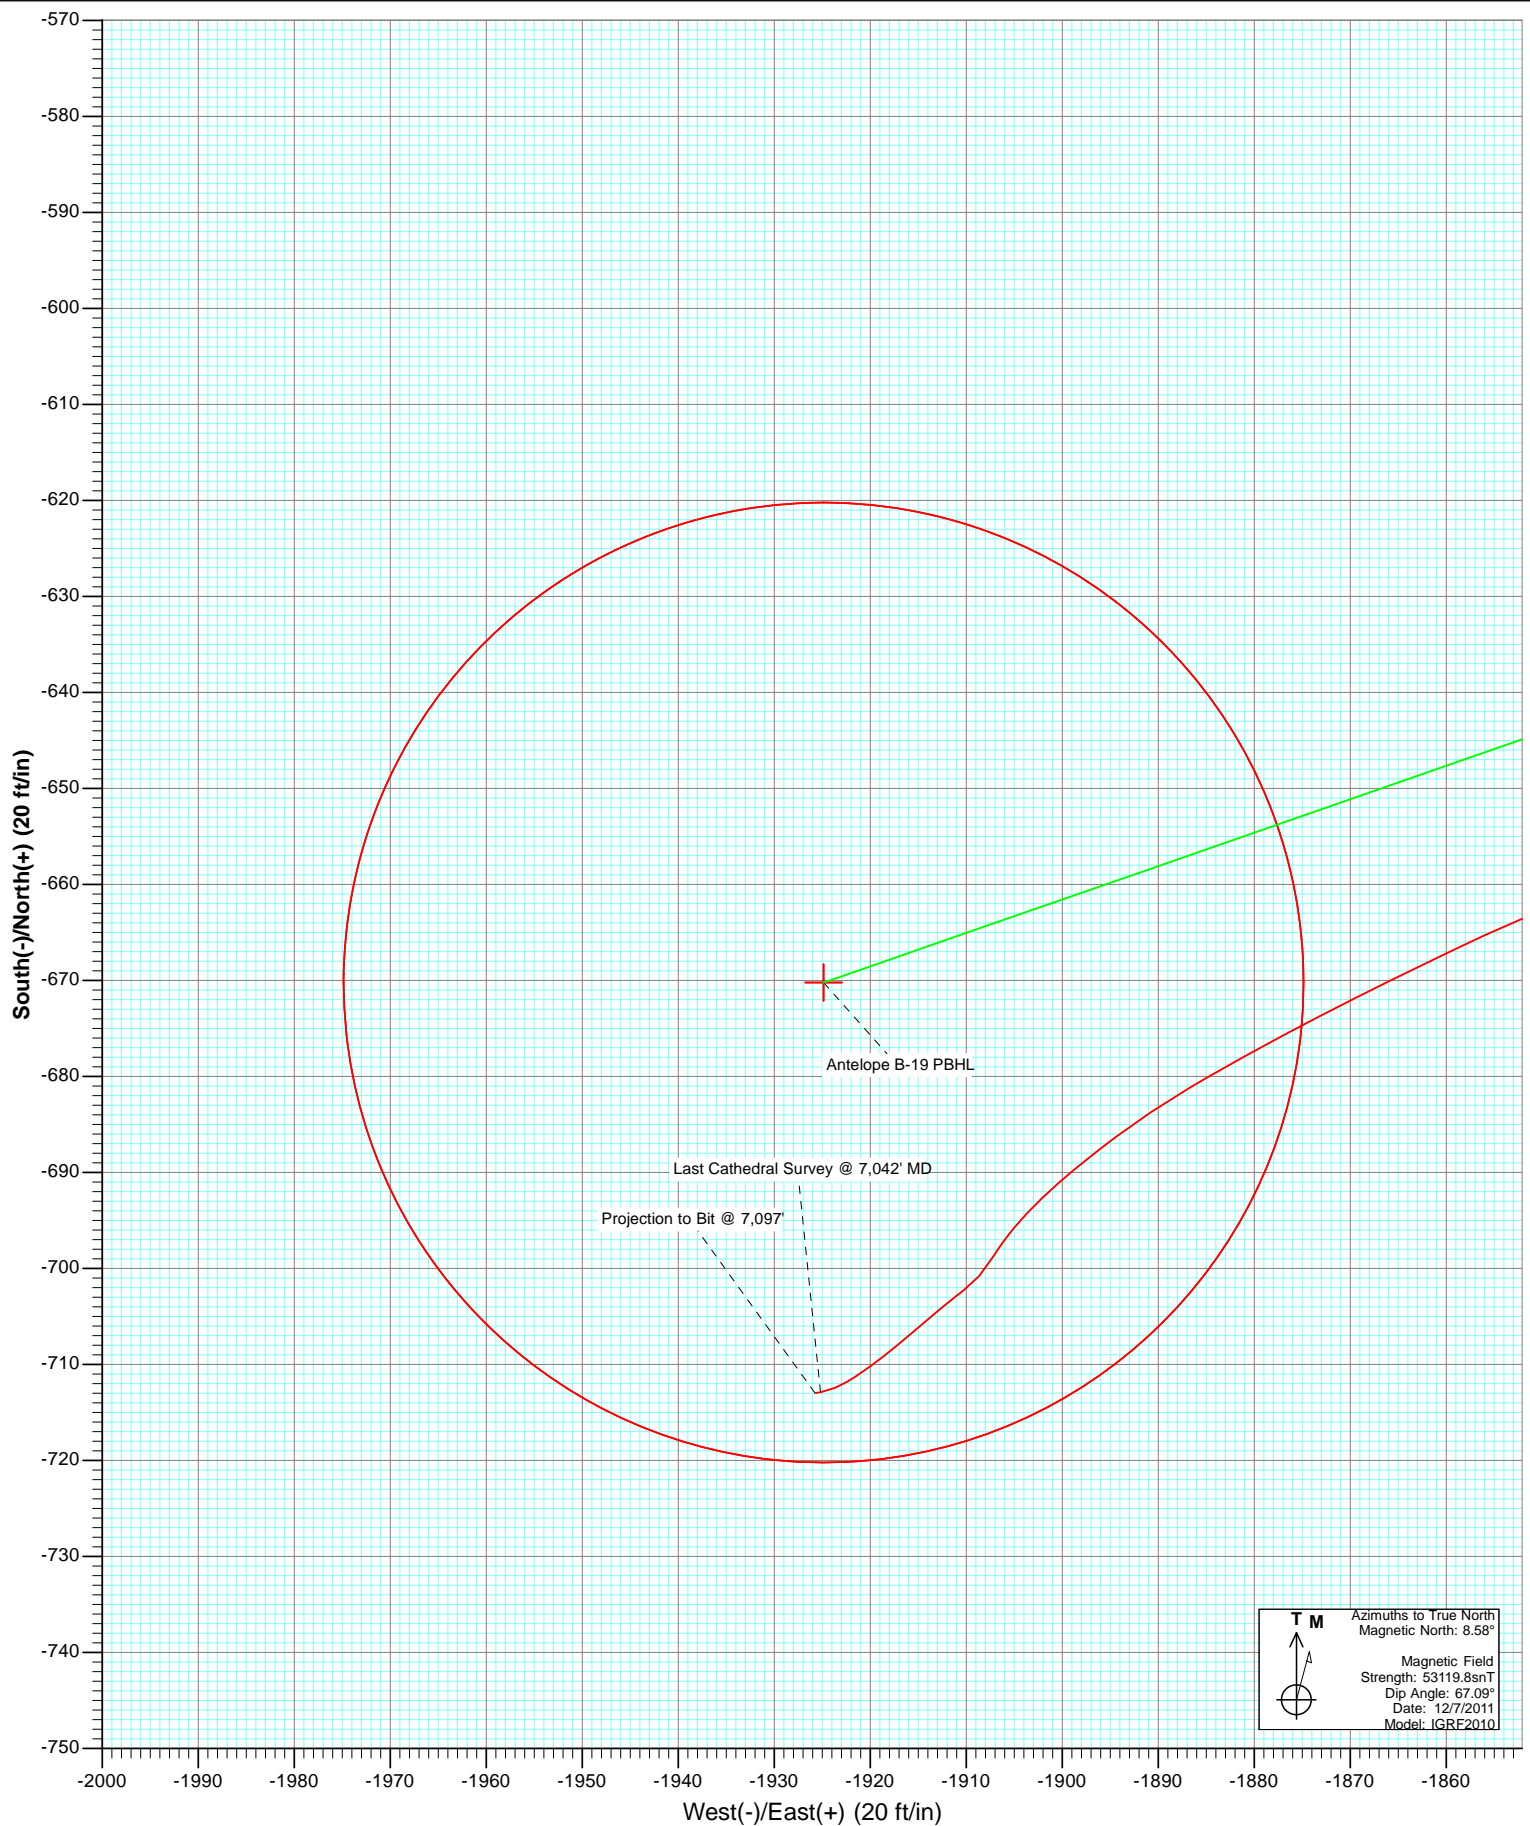 -570
-580
-590
-600
-610
-620
-630
-640
-650
-660
-670
-680
-690
-700
-710
-720
-730
-740
-750
South(-)/North(+) (20 ft/in)
Antelope B-19 PBHL
Last Cathedral Survey @ 7,042' MD
Projection to Bit @ 7,097'
T M
Azimuths to True North
Magnetic North: 8.58°
Magnetic Field
Strength: 53119.8snT
Dip Angle: 67.09°
Date: 12/7/2011
Model: IGRF2010
-2000 -1990 -1980 -1970 -1960 -1950 -1940 -1930 -1920 -1910 -1900 -1890 -1880 -1870 -1860
West(-)/East(+) (20 ft/in)